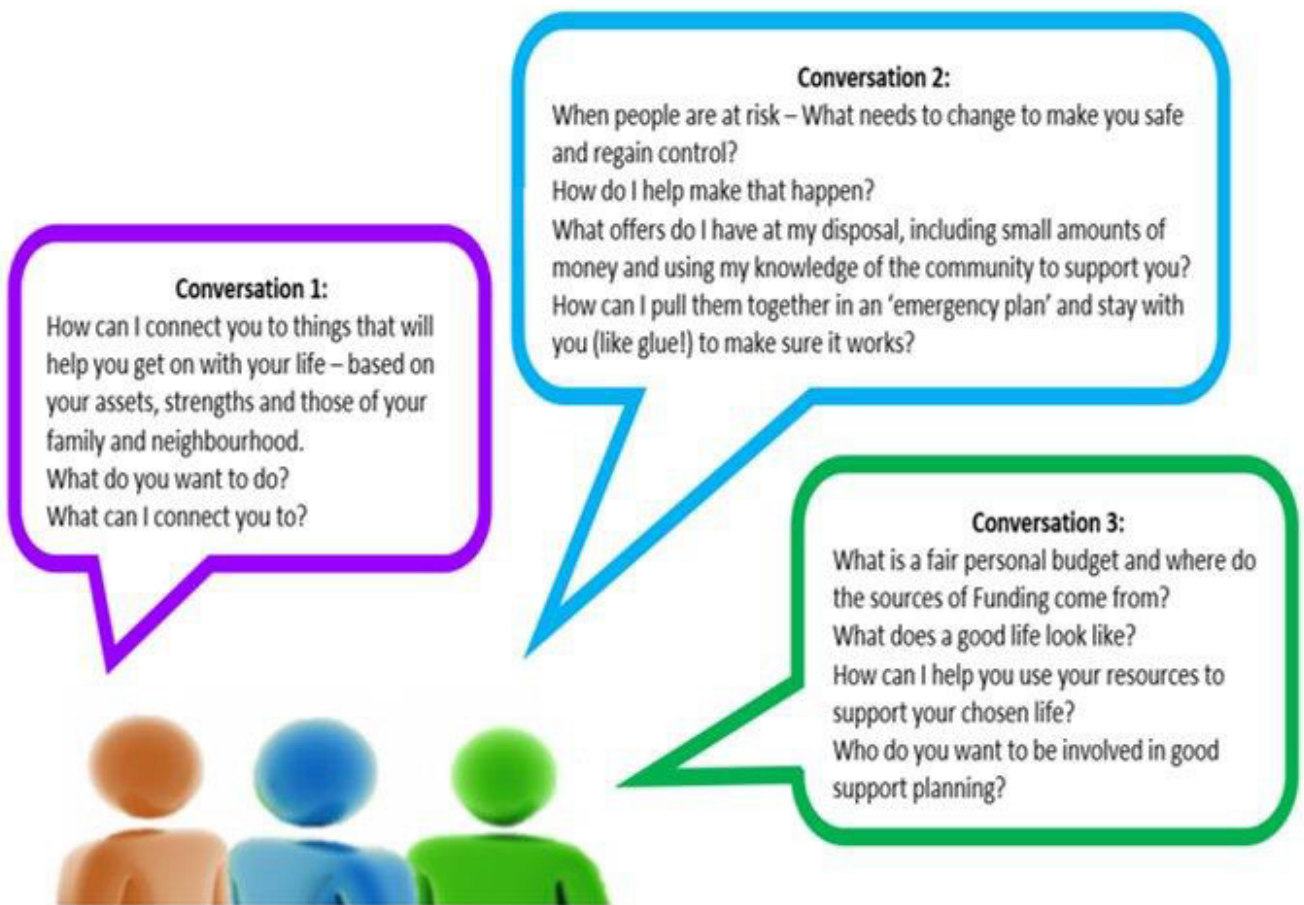 Conversation 1:
How can I connect you to things that will
help you get on with your life – based on
your assets, strengths and those of your
family and neighbourhood.
What do you want to do?
What can I connect you to?
Conversation 2:
When people are at risk – What needs to change to make you safe
and regain control?
How do I help make that happen?
What offers do I have at my disposal, including small amounts of
money and using my knowledge of the community to support you?
How can I pull them together in an ‘emergency plan’ and stay with
you (like glue!) to make sure it works?
Conversation 3:
What is a fair personal budget and where do
the sources of Funding come from?
What does a good life look like?
How can I help you use your resources to
support your chosen life?
Who do you want to be involved in good
support planning?